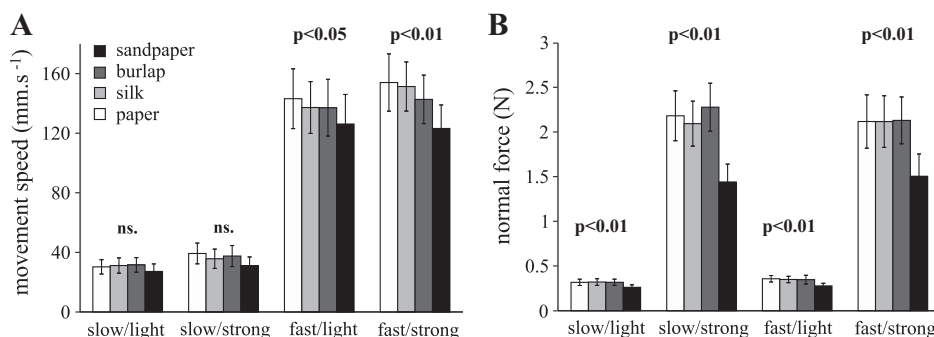 A
movement speed (mm.s⁻¹)
160
120
80
40
0
sandpaper
burlap
silk
paper
ns.
ns.
p<0.05
p<0.01
slow/light
slow/strong
fast/light
fast/strong
B
normal force (N)
3
2.5
2
1.5
1
0.5
0
p<0.01
p<0.01
p<0.01
p<0.01
slow/light
slow/strong
fast/light
fast/strong